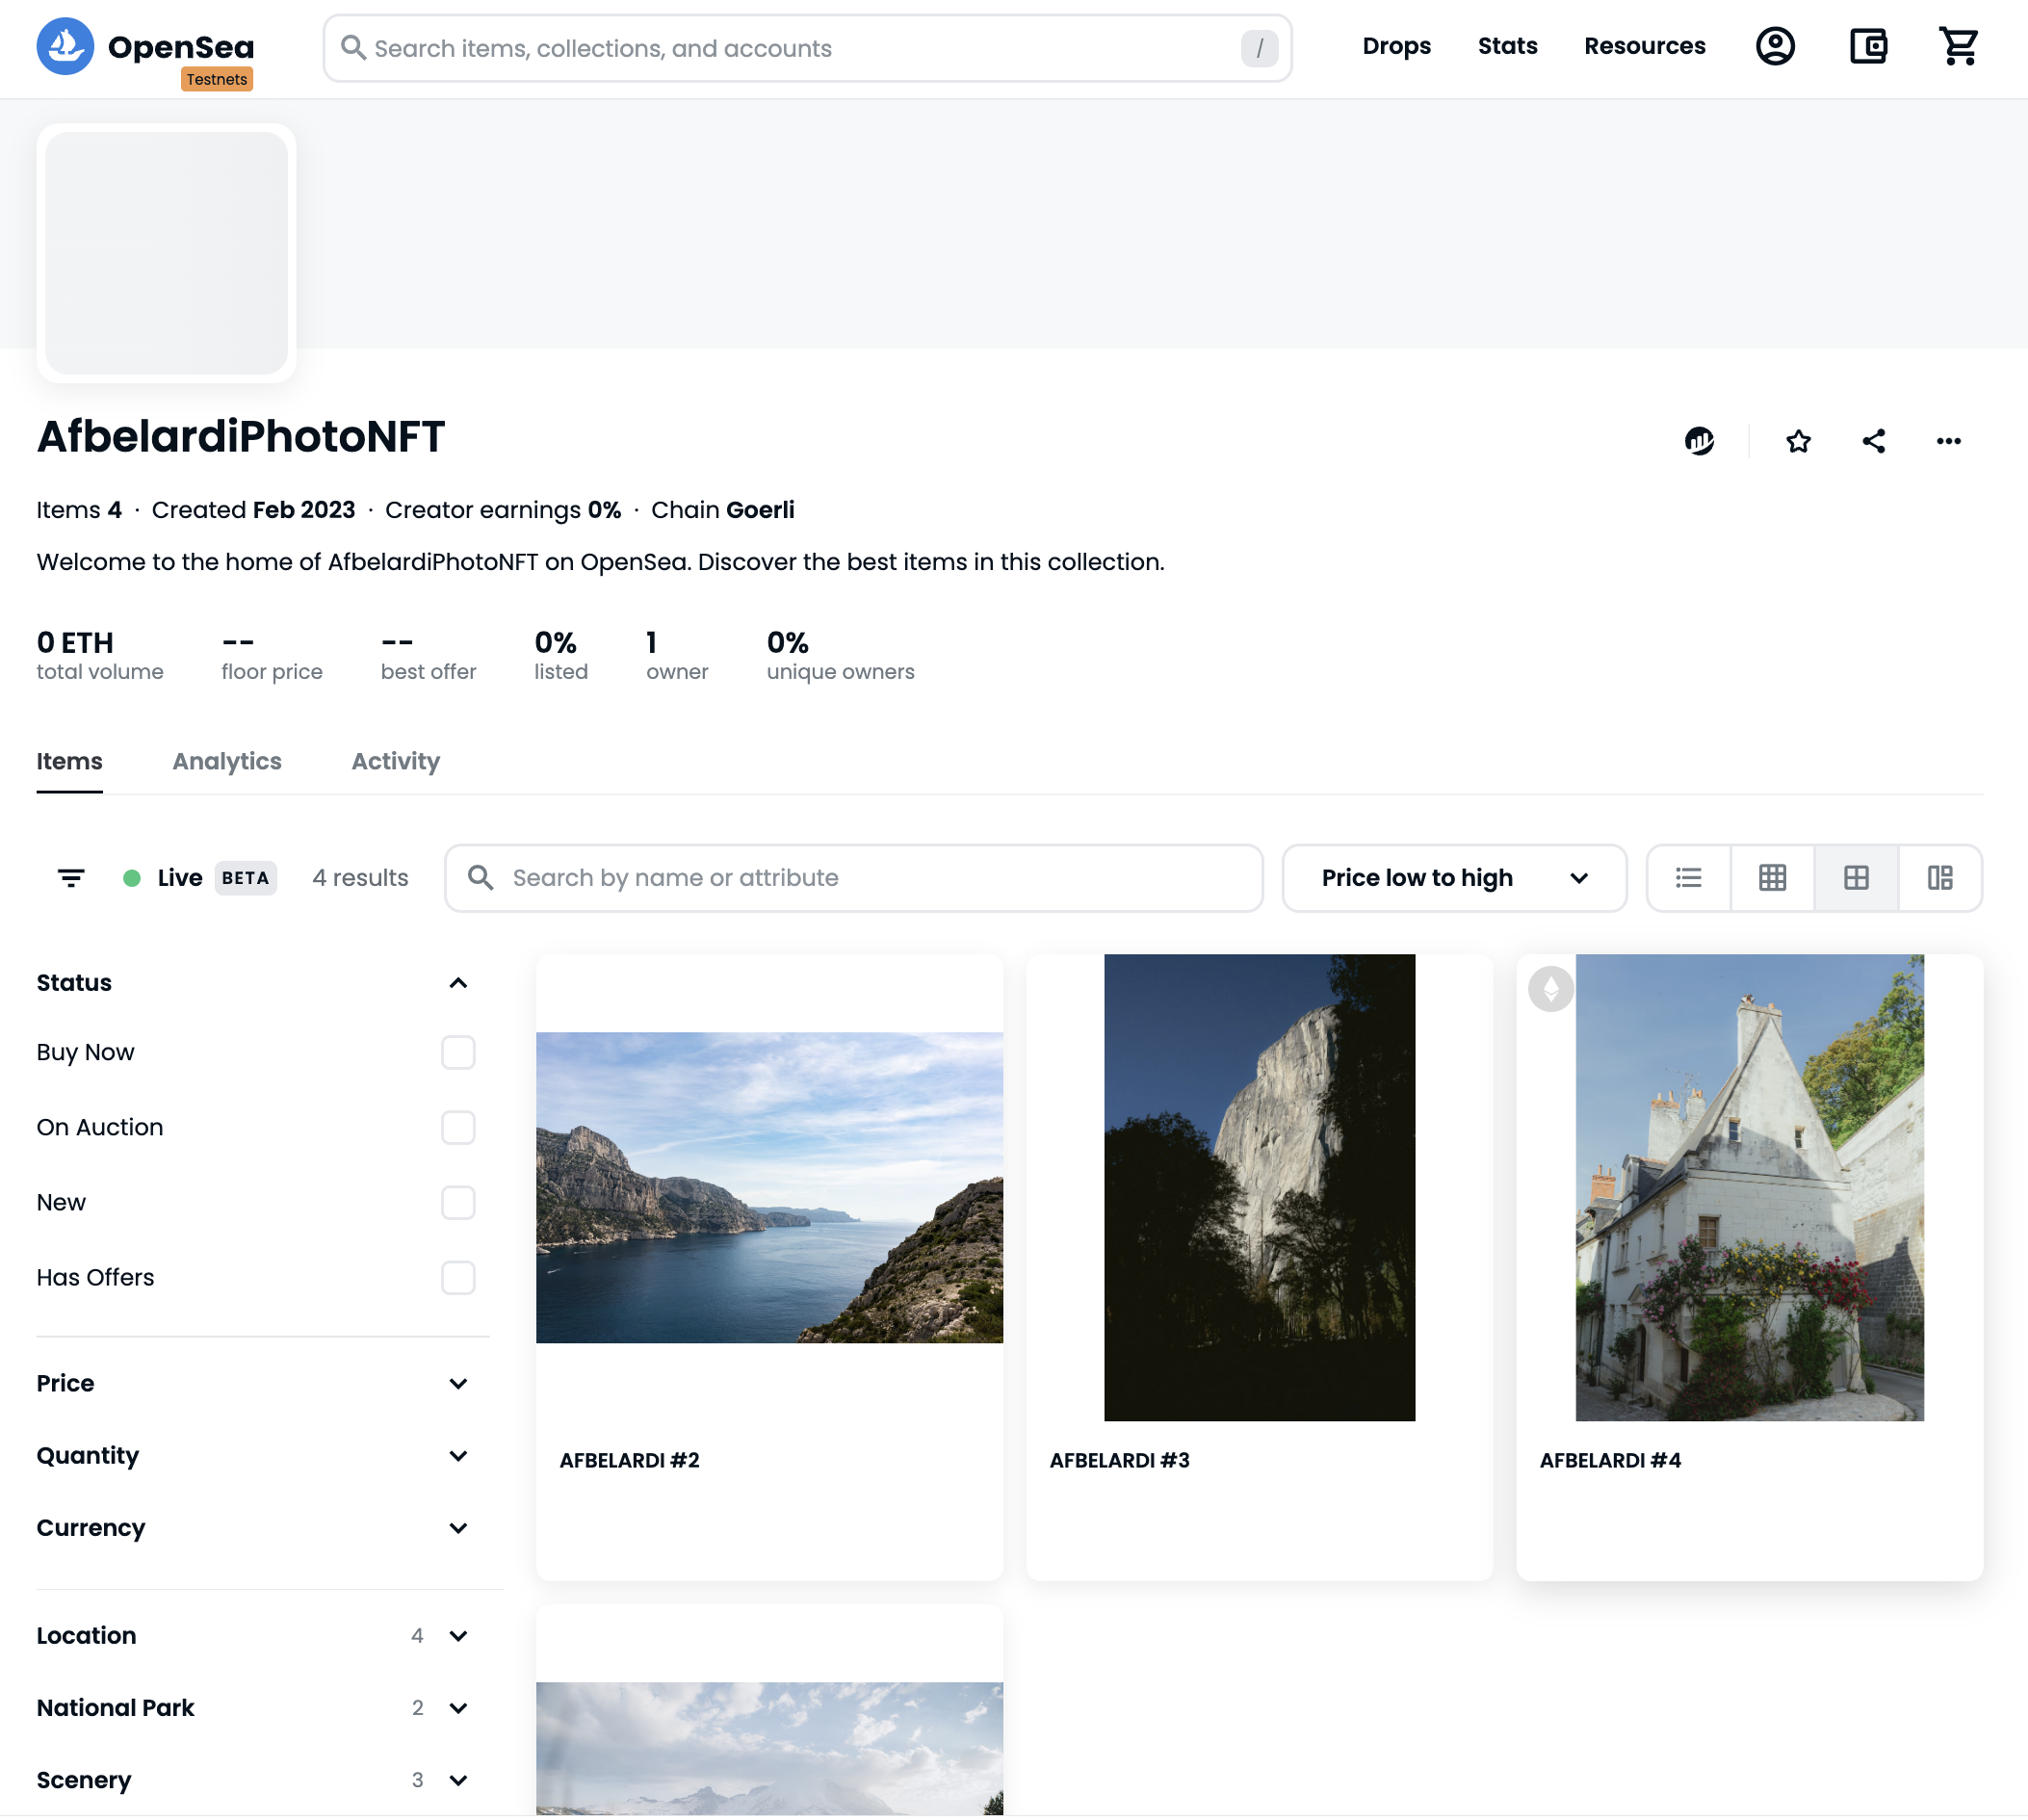 OpenSea
Testnets
Search items, collections, and accounts
/
Drops
Stats
Resources
AfbelardiPhotoNFT
Items 4 · Created Feb 2023 · Creator earnings 0% · Chain Goerli
Welcome to the home of AfbelardiPhotoNFT on OpenSea. Discover the best items in this collection.
0 ETH
total volume
--
floor price
--
best offer
0%
listed
1
owner
0%
unique owners
Items
Analytics
Activity
Live
BETA
4 results
Search by name or attribute
Price low to high
Status
Buy Now
On Auction
New
Has Offers
Price
Quantity
Currency
Location 4
National Park 2
Scenery 3
AFBELARDI #2
AFBELARDI #3
AFBELARDI #4